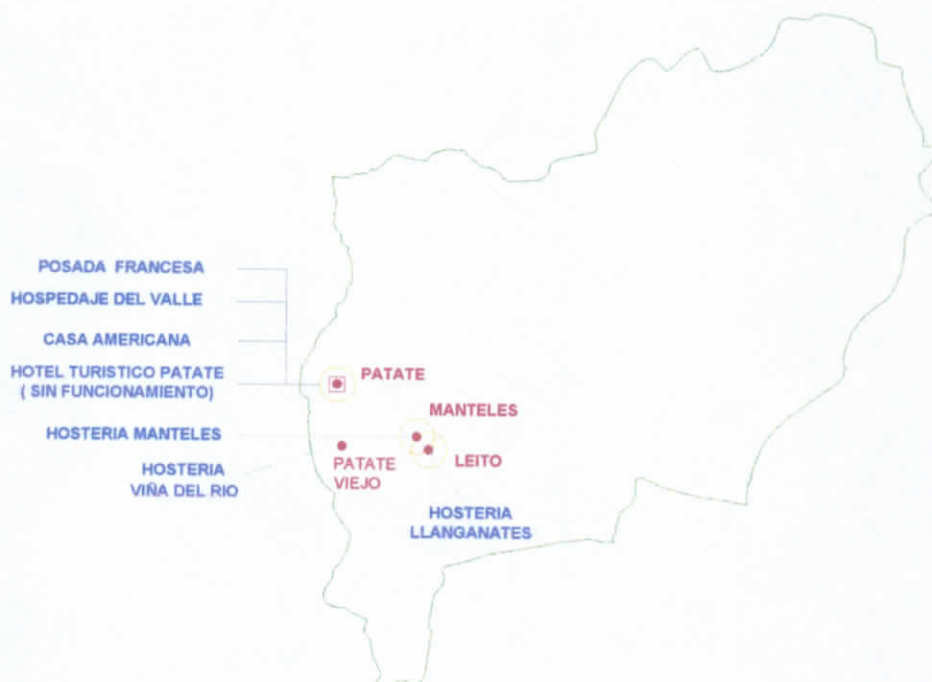 POSADA FRANCESA
HOSPEDAJE DEL VALLE
CASA AMERICANA
HOTEL TURISTICO PATATE
( SIN FUNCIONAMIENTO)
HOSTERIA MANTELES
HOSTERIA
VIÑA DEL RIO
PATATE
MANTELES
LEITO
PATATE
VIEJO
HOSTERIA
LLANGANATES